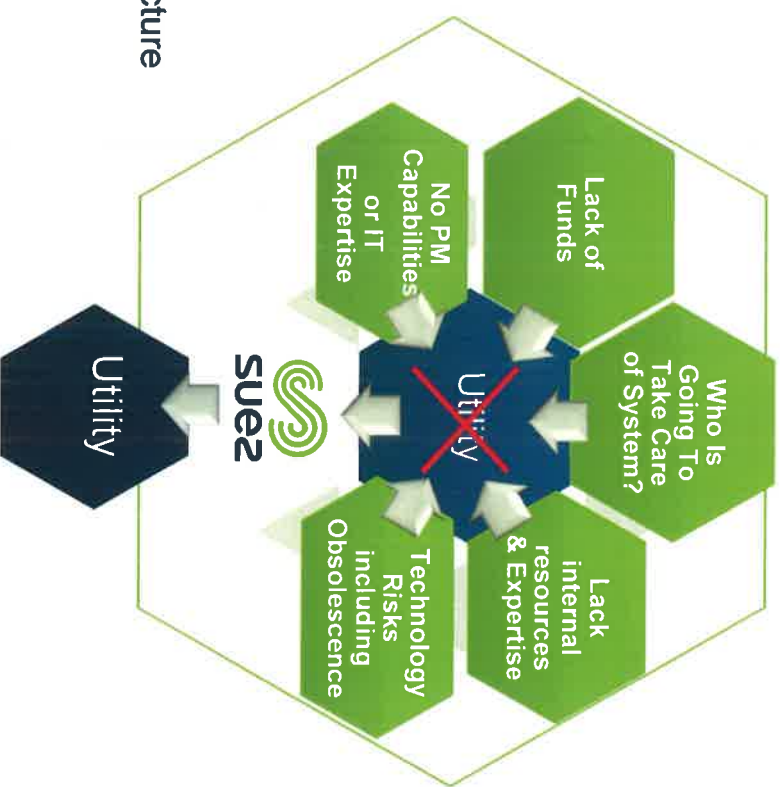 Who Is
Going To
Take Care
of System?
Lack of
Funds
Lack
internal
resources
& Expertise
Utility
No PM
Capabilities
or IT
Expertise
Technology
Risks
including
Obsolescence
suez
Utility
cture